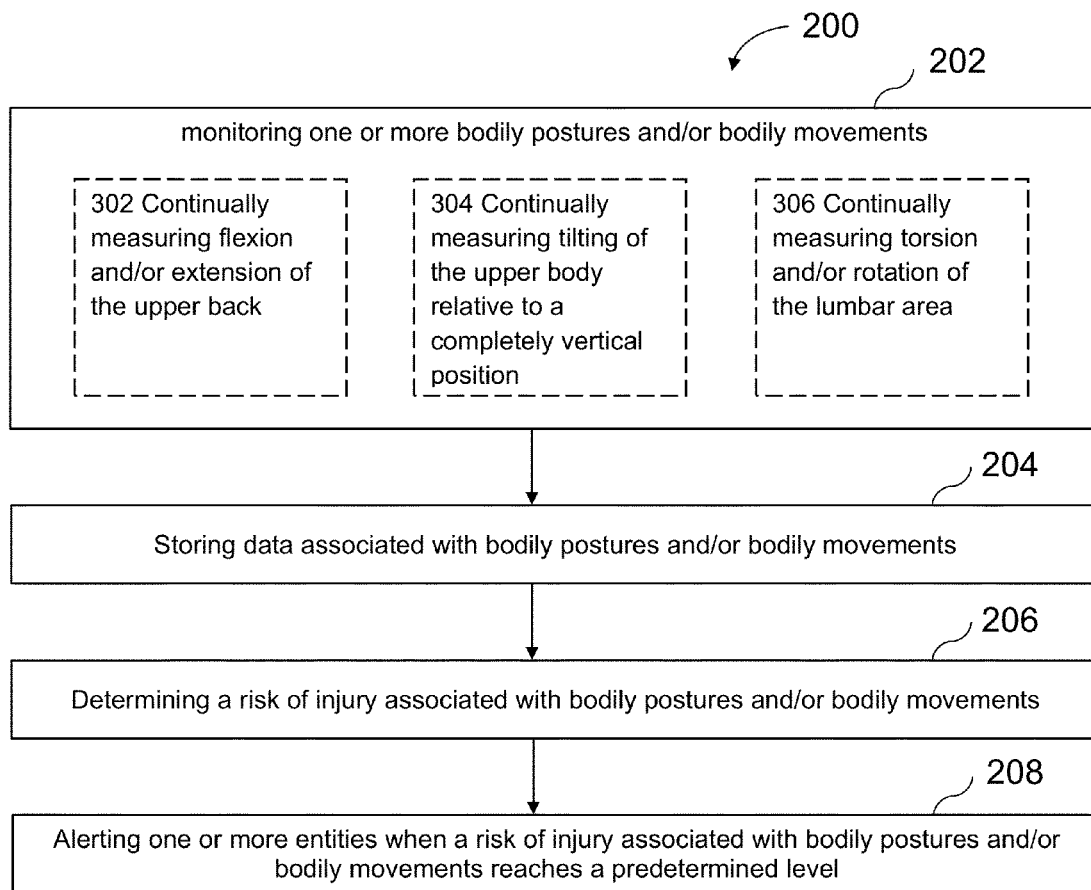 200
202
monitoring one or more bodily postures and/or bodily movements
302 Continually
measuring flexion
and/or extension of
the upper back
304 Continually
measuring tilting of
the upper body
relative to a
completely vertical
position
306 Continually
measuring torsion
and/or rotation of
the lumbar area
204
Storing data associated with bodily postures and/or bodily movements
206
Determining a risk of injury associated with bodily postures and/or bodily movements
208
Alerting one or more entities when a risk of injury associated with bodily postures and/or
bodily movements reaches a predetermined level